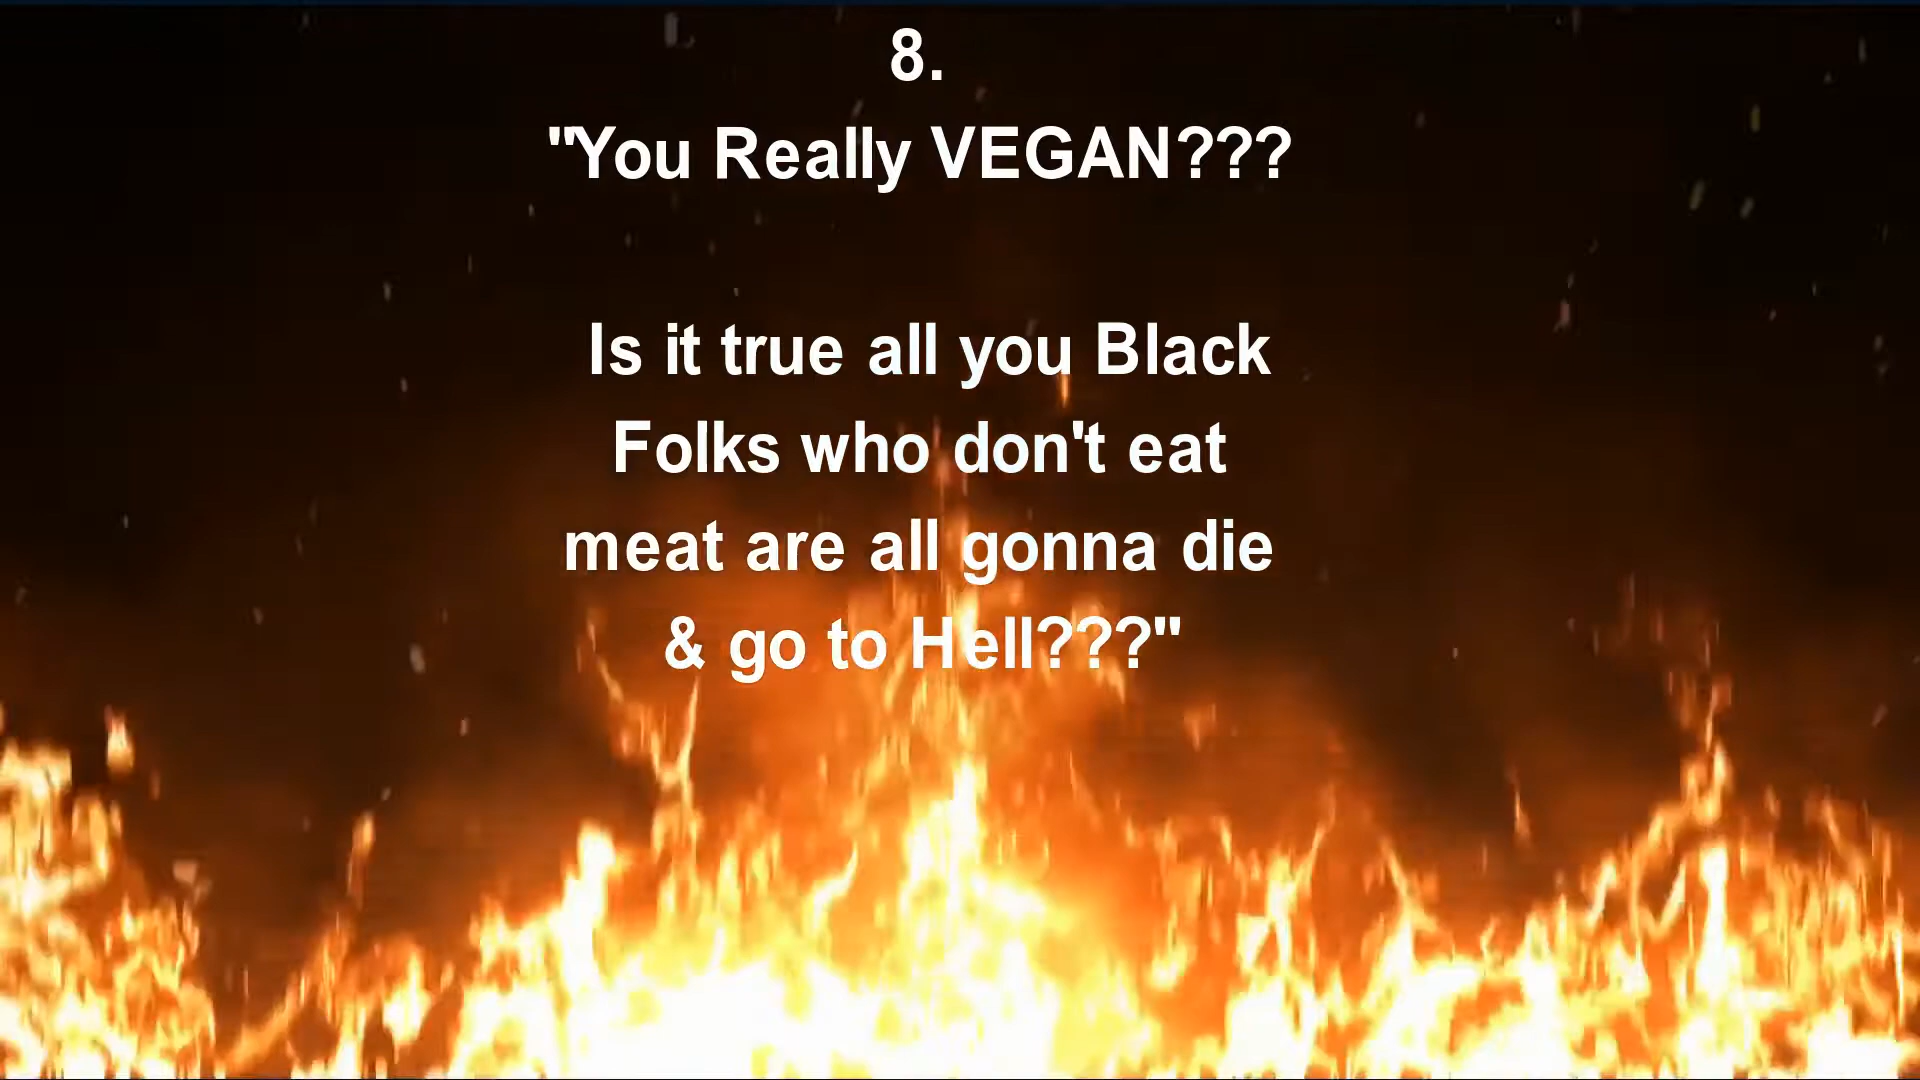 8.
"You Really VEGAN???
Is it true all you Black
Folks who don't eat
meat are all gonna die
& go to Hell???"